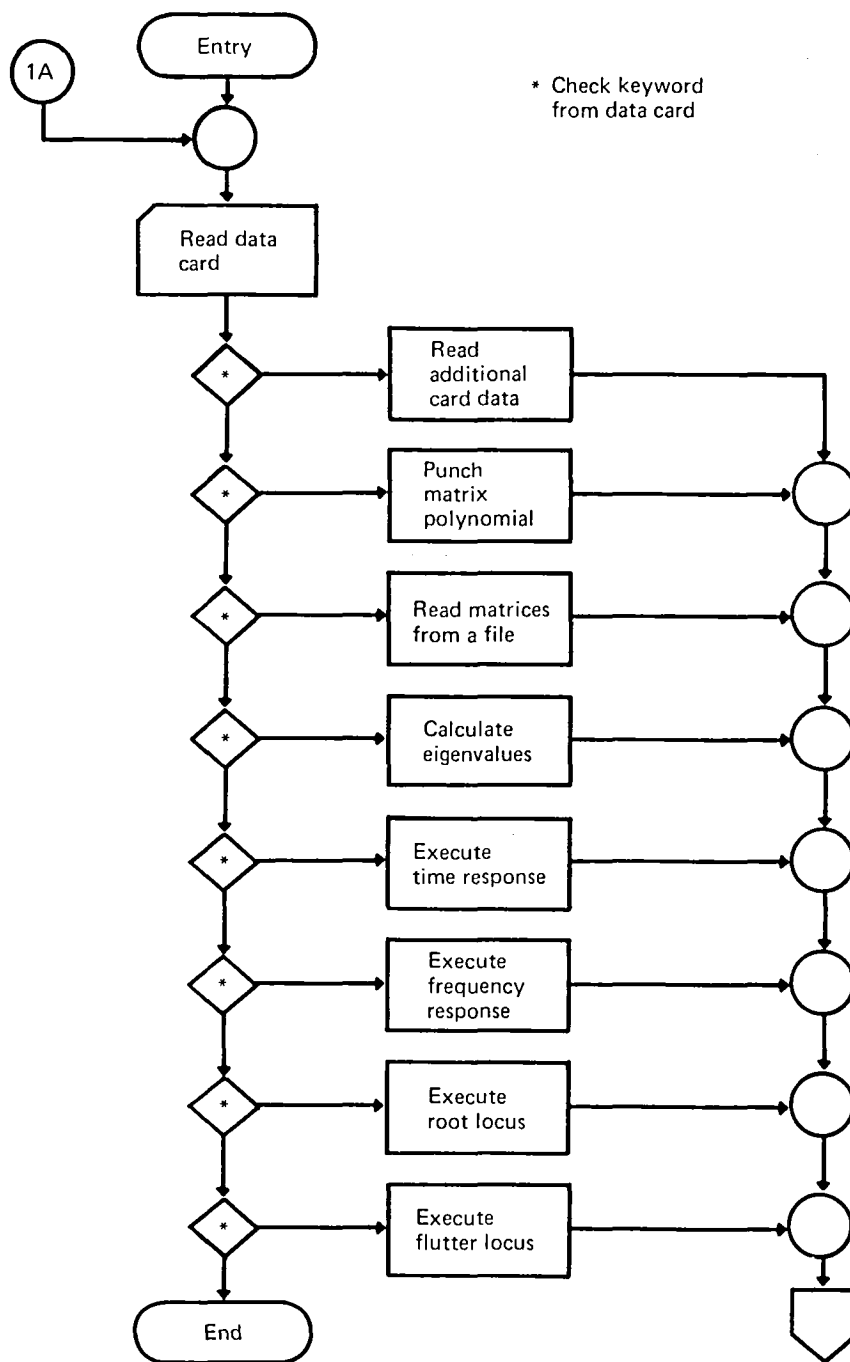 Entry
1A
* Check keyword
from data card
Read data
card
*
Read
additional
card data
*
Punch
matrix
polynomial
*
Read matrices
from a file
*
Calculate
eigenvalues
*
Execute
time response
*
Execute
frequency
response
*
Execute
root locus
*
Execute
flutter locus
End